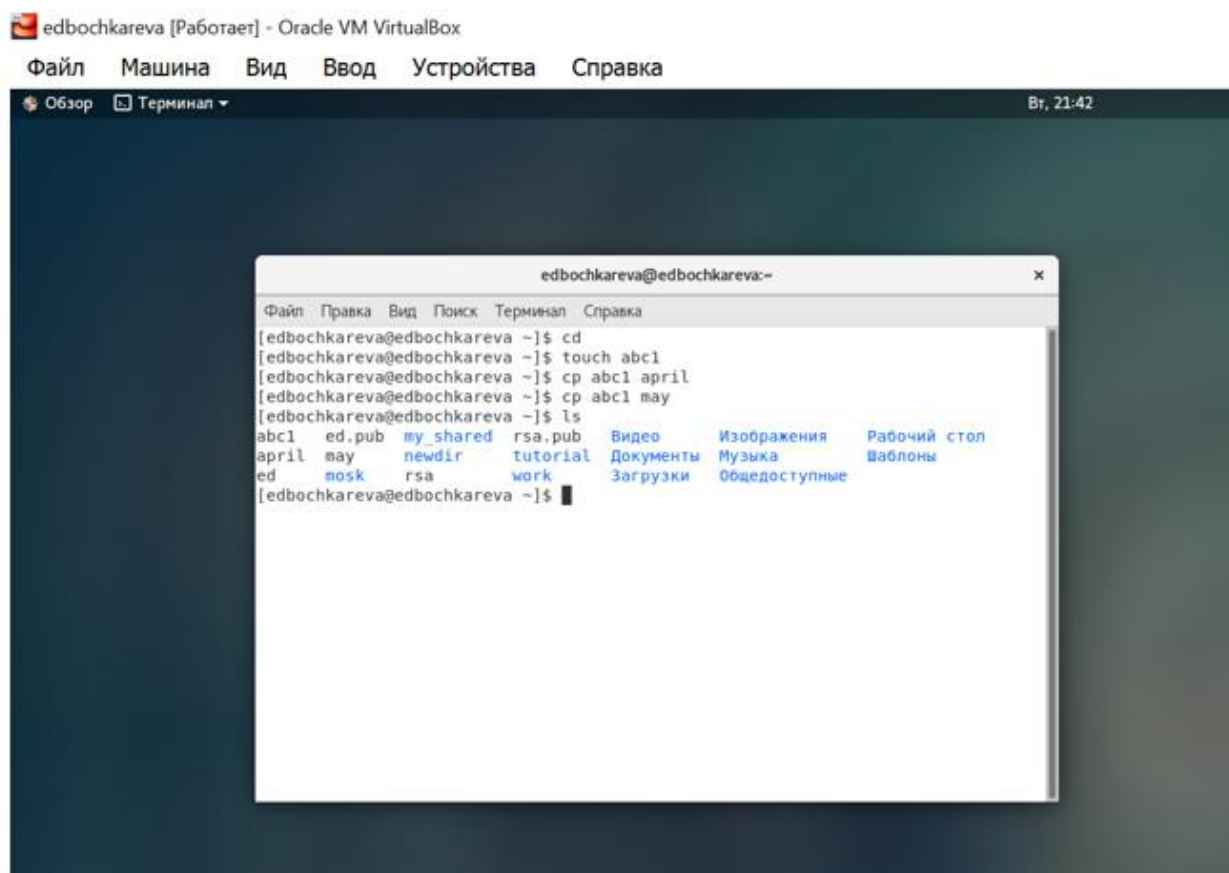 edbochkareva [Работает] - Oracle VM VirtualBox
Файл Машина Вид Ввод Устройства Справка
Обзор Терминал Вт, 21:42
edbochkareva@edbochkareva:~ ×
Файл Правка Вид Поиск Терминал Справка
[edbochkareva@edbochkareva ~]$ cd
[edbochkareva@edbochkareva ~]$ touch abc1
[edbochkareva@edbochkareva ~]$ cp abc1 april
[edbochkareva@edbochkareva ~]$ cp abc1 may
[edbochkareva@edbochkareva ~]$ ls
abc1 ed.pub my_shared rsa.pub Видео Изображения Рабочий стол
april may newdir tutorial Документы Музыка Шаблоны
ed mosk rsa work Загрузки Общедоступные
[edbochkareva@edbochkareva ~]$